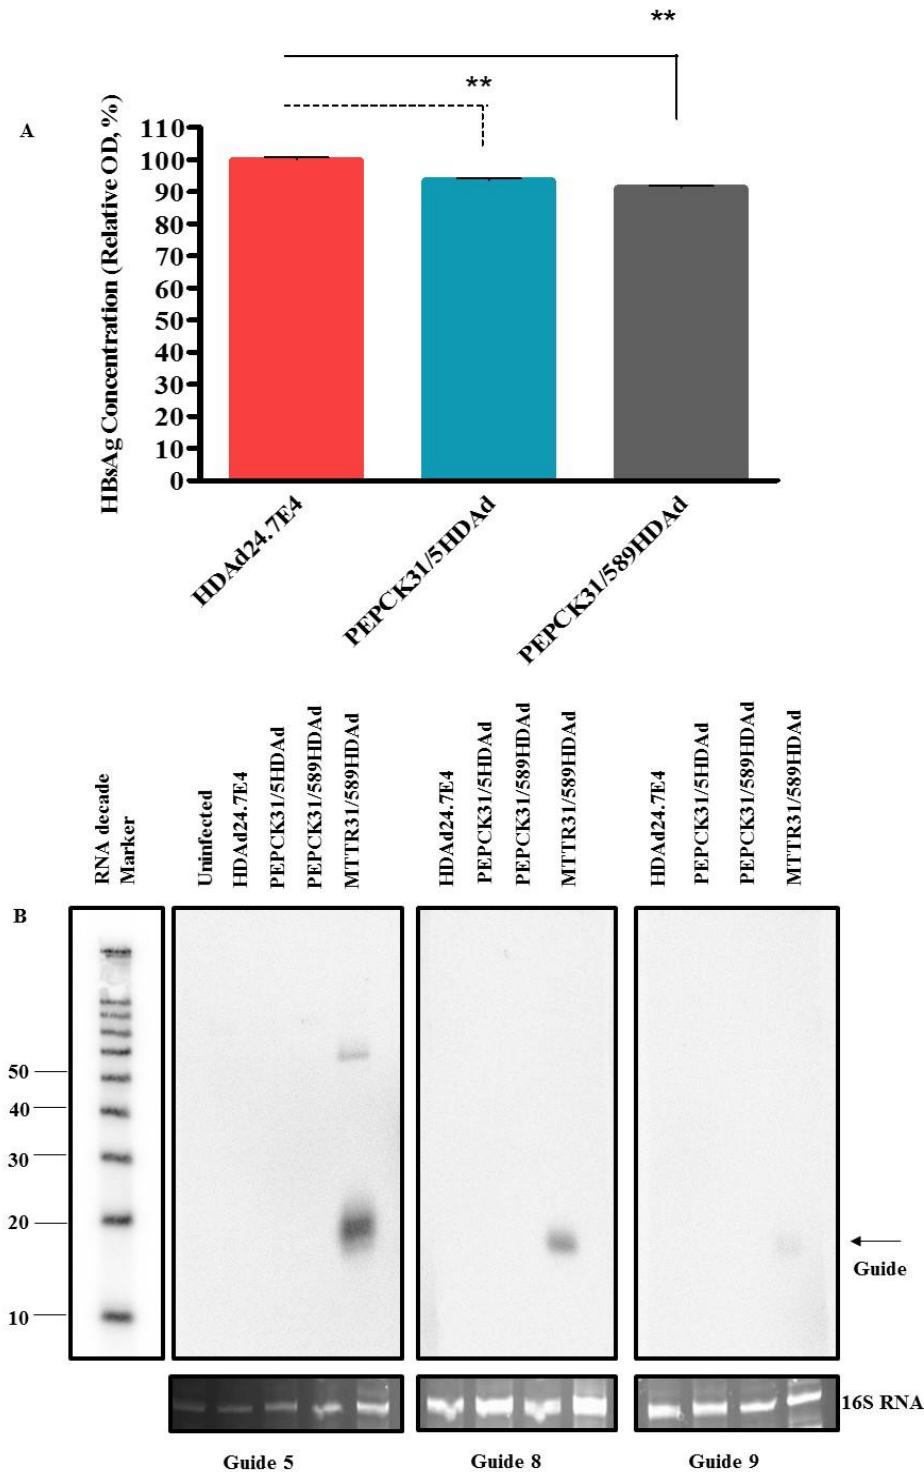 **
**
A
HBsAg Concentration (Relative OD, %)
110
100
90
80
70
60
50
40
30
20
10
0
HDAd24.7E4
PEPCK31/5HDAd
PEPCK31/589HDAd
RNA decade
Marker
Uninfected
HDAd24.7E4
PEPCK31/5HDAd
PEPCK31/589HDAd
MTTR31/589HDAd
HDAd24.7E4
PEPCK31/5HDAd
PEPCK31/589HDAd
MTTR31/589HDAd
HDAd24.7E4
PEPCK31/5HDAd
PEPCK31/589HDAd
MTTR31/589HDAd
B
50
40
30
20
10
Guide
16S RNA
Guide 5
Guide 8
Guide 9